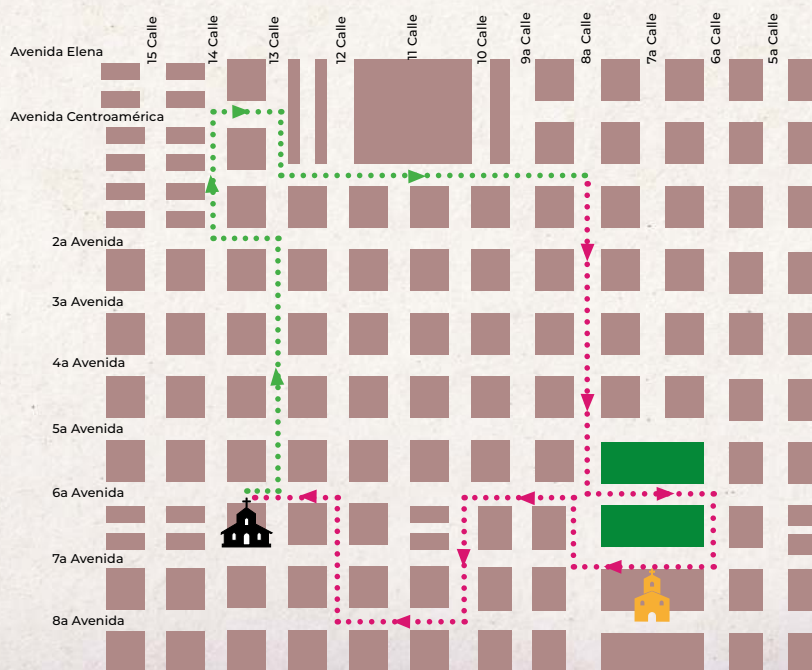 15 Calle
14 Calle
13 Calle
12 Calle
11 Calle
10 Calle
9a Calle
8a Calle
7a Calle
6a Calle
5a Calle
Avenida Elena
Avenida Centroamérica
2a Avenida
3a Avenida
4a Avenida
5a Avenida
6a Avenida
7a Avenida
8a Avenida